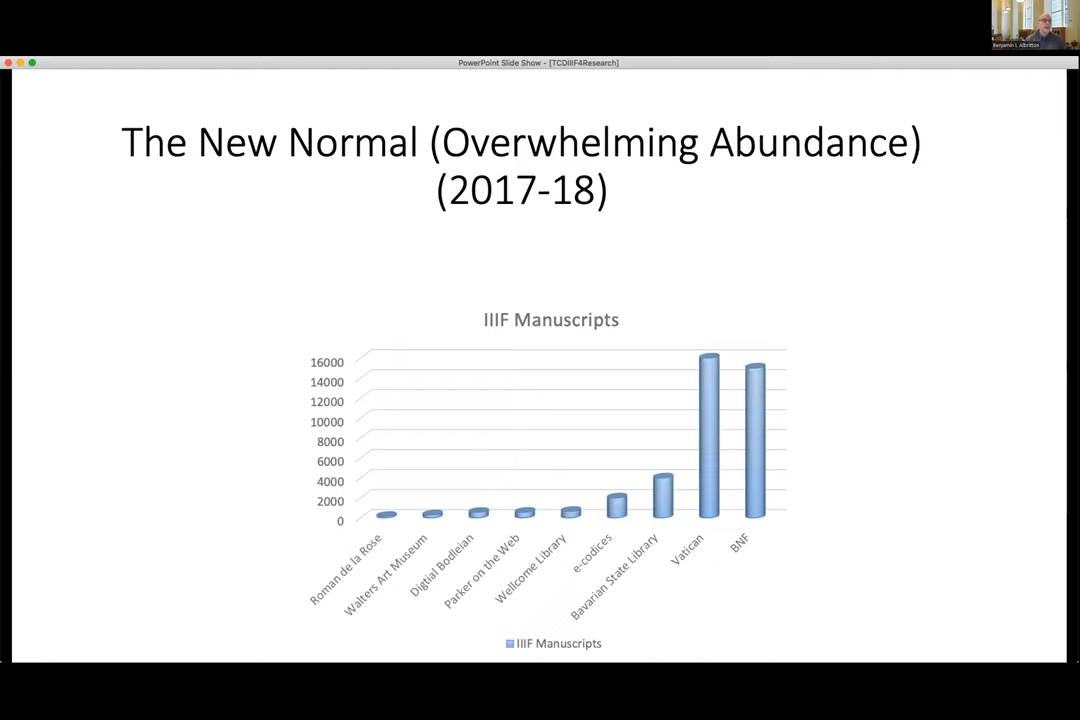 Benjamin L Albritton
PowerPoint Slide Show - [TCDIIIF4Research]
The New Normal (Overwhelming Abundance)
(2017-18)
IIIF Manuscripts
16000
14000
12000
10000
8000
6000
4000
2000
0
Roman de la Rose
Walters Art Museum
Digtial Bodleian
Parker on the Web
Wellcome Library
e-codices
Bavarian State Library
Vatican
BNF
IIIF Manuscripts